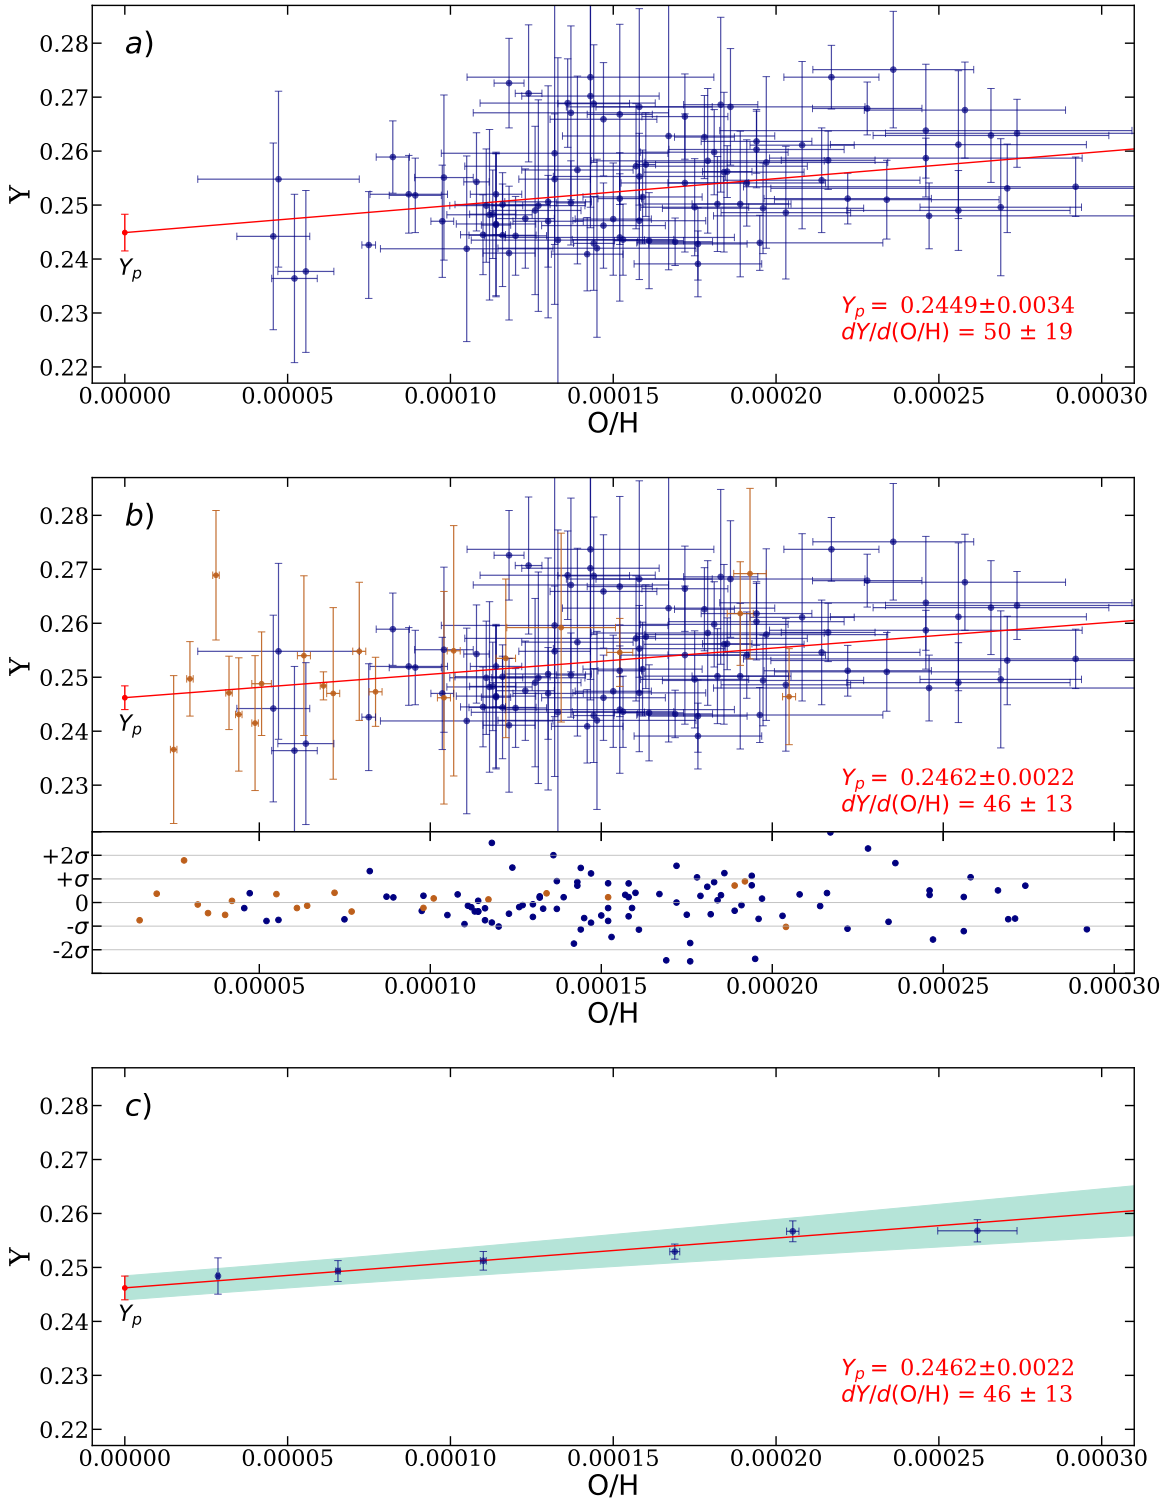 a)
0.28
0.27
0.26
0.25
0.24
0.23
0.22
Y
Y_p
Y_p = 0.2449±0.0034
dY/d(O/H) = 50 ± 19
0.00000 0.00005 0.00010 0.00015 0.00020 0.00025 0.00030
O/H
b)
0.28
0.27
0.26
0.25
0.24
0.23
Y
Y_p
Y_p = 0.2462±0.0022
dY/d(O/H) = 46 ± 13
+2σ
+σ
0
-σ
-2σ
0.00005 0.00010 0.00015 0.00020 0.00025 0.00030
O/H
c)
0.28
0.27
0.26
0.25
0.24
0.23
0.22
Y
Y_p
Y_p = 0.2462±0.0022
dY/d(O/H) = 46 ± 13
0.00000 0.00005 0.00010 0.00015 0.00020 0.00025 0.00030
O/H